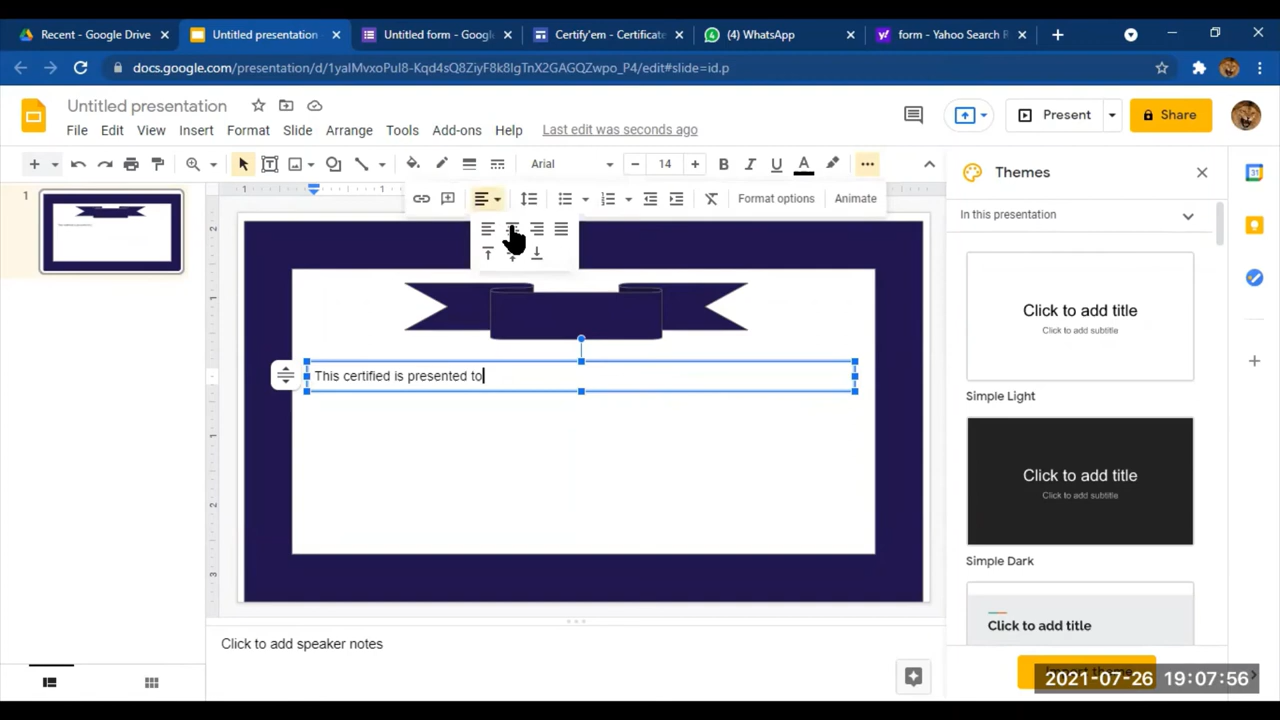 Recent - Google Drive
Untitled presentation
Untitled form - Goog
Certify'em - Certificate
(4) WhatsApp
form - Yahoo Search R
docs.google.com/presentation/d/1yaIMvxoPuI8-Kqd4sQ8ZiyF8k8IgTnX2GAGQZwpo_P4/edit#slide=id.p
Untitled presentation
File Edit View Insert Format Slide Arrange Tools Add-ons Help Last edit was seconds ago
Present
Share
Arial
14
B I U A
Format options
Animate
Themes
In this presentation
1
This certified is presented to
Click to add title
Click to add subtitle
Simple Light
Click to add title
Click to add subtitle
Simple Dark
Click to add title
Click to add speaker notes
2021-07-26 19:07:56